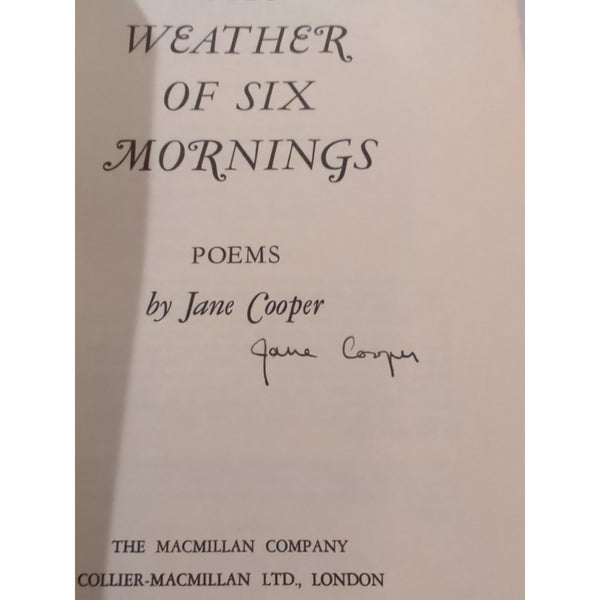 WEATHER
OF SIX
MORNINGS
POEMS
by Jane Cooper
Jane Cooper
THE MACMILLAN COMPANY
COLLIER-MACMILLAN LTD., LONDON